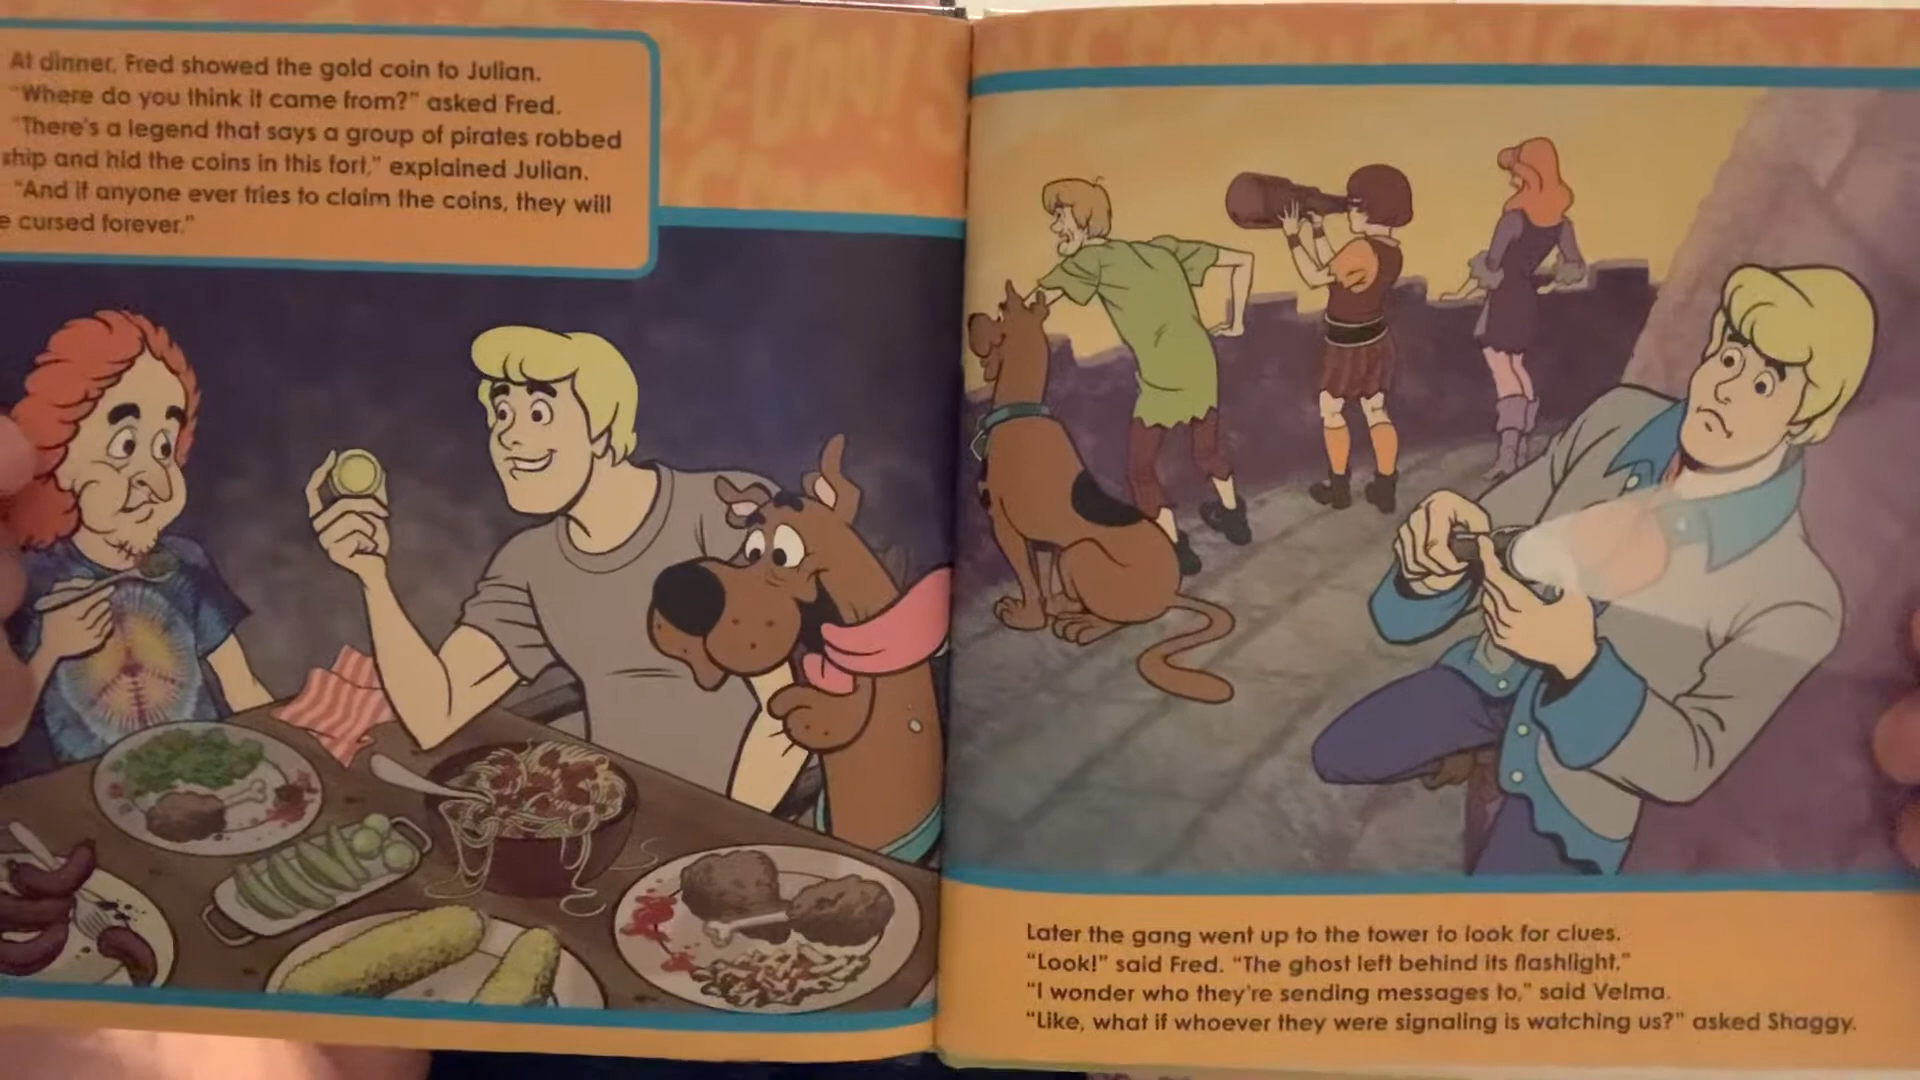 At dinner, Fred showed the gold coin to Julian.
"Where do you think it came from?" asked Fred.
"There's a legend that says a group of pirates robbed
ship and hid the coins in this fort," explained Julian.
"And if anyone ever tries to claim the coins, they will
e cursed forever."
Later the gang went up to the tower to look for clues.
"Look!" said Fred. "The ghost left behind its flashlight."
"I wonder who they're sending messages to," said Velma.
"Like, what if whoever they were signaling is watching us?" asked Shaggy.